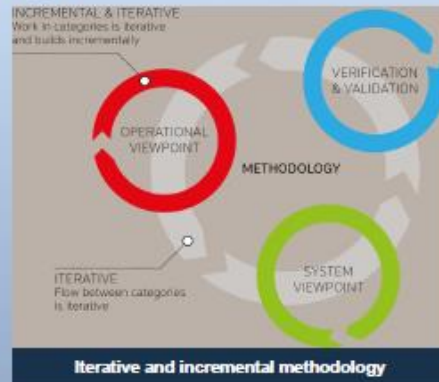 INCREMENTAL & ITERATIVE
Work in categories is iterative
and builds incrementally
VERIFICATION
& VALIDATION
OPERATIONAL
VIEWPOINT
METHODOLOGY
ITERATIVE
Flow between categories
is iterative
SYSTEM
VIEWPOINT
Iterative and incremental methodology